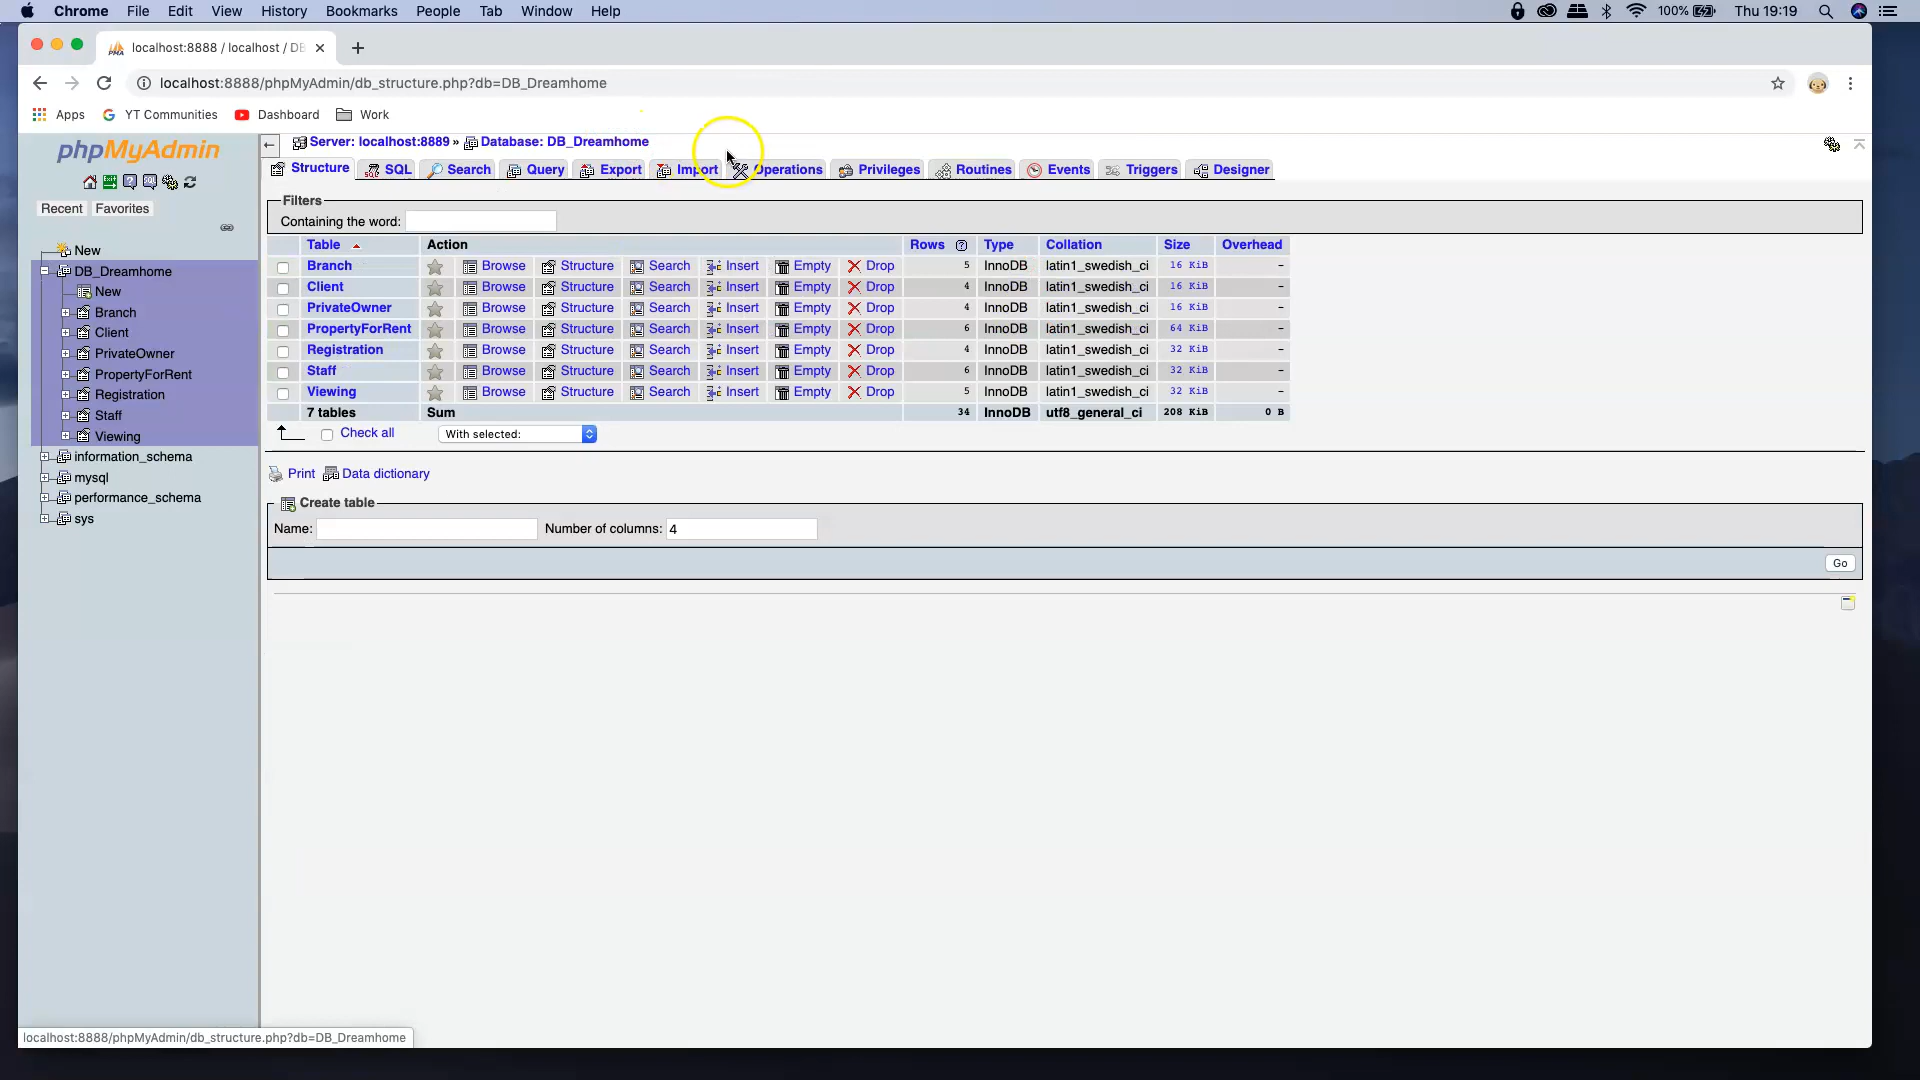 Chrome File Edit View History Bookmarks People Tab Window Help 100% Thu 19:19
localhost:8888 / localhost / DB
localhost:8888/phpMyAdmin/db_structure.php?db=DB_Dreamhome
Apps YT Communities Dashboard Work
phpMyAdmin
Recent Favorites
New
DB_Dreamhome
New
Branch
Client
PrivateOwner
PropertyForRent
Registration
Staff
Viewing
information_schema
mysql
performance_schema
sys
Server: localhost:8889 » Database: DB_Dreamhome
Structure SQL Search Query Export Import Operations Privileges Routines Events Triggers Designer
Filters
Containing the word:
Table Action Rows Type Collation Size Overhead
Branch Browse Structure Search Insert Empty Drop 5 InnoDB latin1_swedish_ci 16 KiB -
Client Browse Structure Search Insert Empty Drop 4 InnoDB latin1_swedish_ci 16 KiB -
PrivateOwner Browse Structure Search Insert Empty Drop 4 InnoDB latin1_swedish_ci 16 KiB -
PropertyForRent Browse Structure Search Insert Empty Drop 6 InnoDB latin1_swedish_ci 64 KiB -
Registration Browse Structure Search Insert Empty Drop 4 InnoDB latin1_swedish_ci 32 KiB -
Staff Browse Structure Search Insert Empty Drop 6 InnoDB latin1_swedish_ci 32 KiB -
Viewing Browse Structure Search Insert Empty Drop 5 InnoDB latin1_swedish_ci 32 KiB -
7 tables Sum 34 InnoDB utf8_general_ci 208 KiB 0 B
Check all With selected:
Print Data dictionary
Create table
Name: Number of columns: 4
Go
localhost:8888/phpMyAdmin/db_structure.php?db=DB_Dreamhome